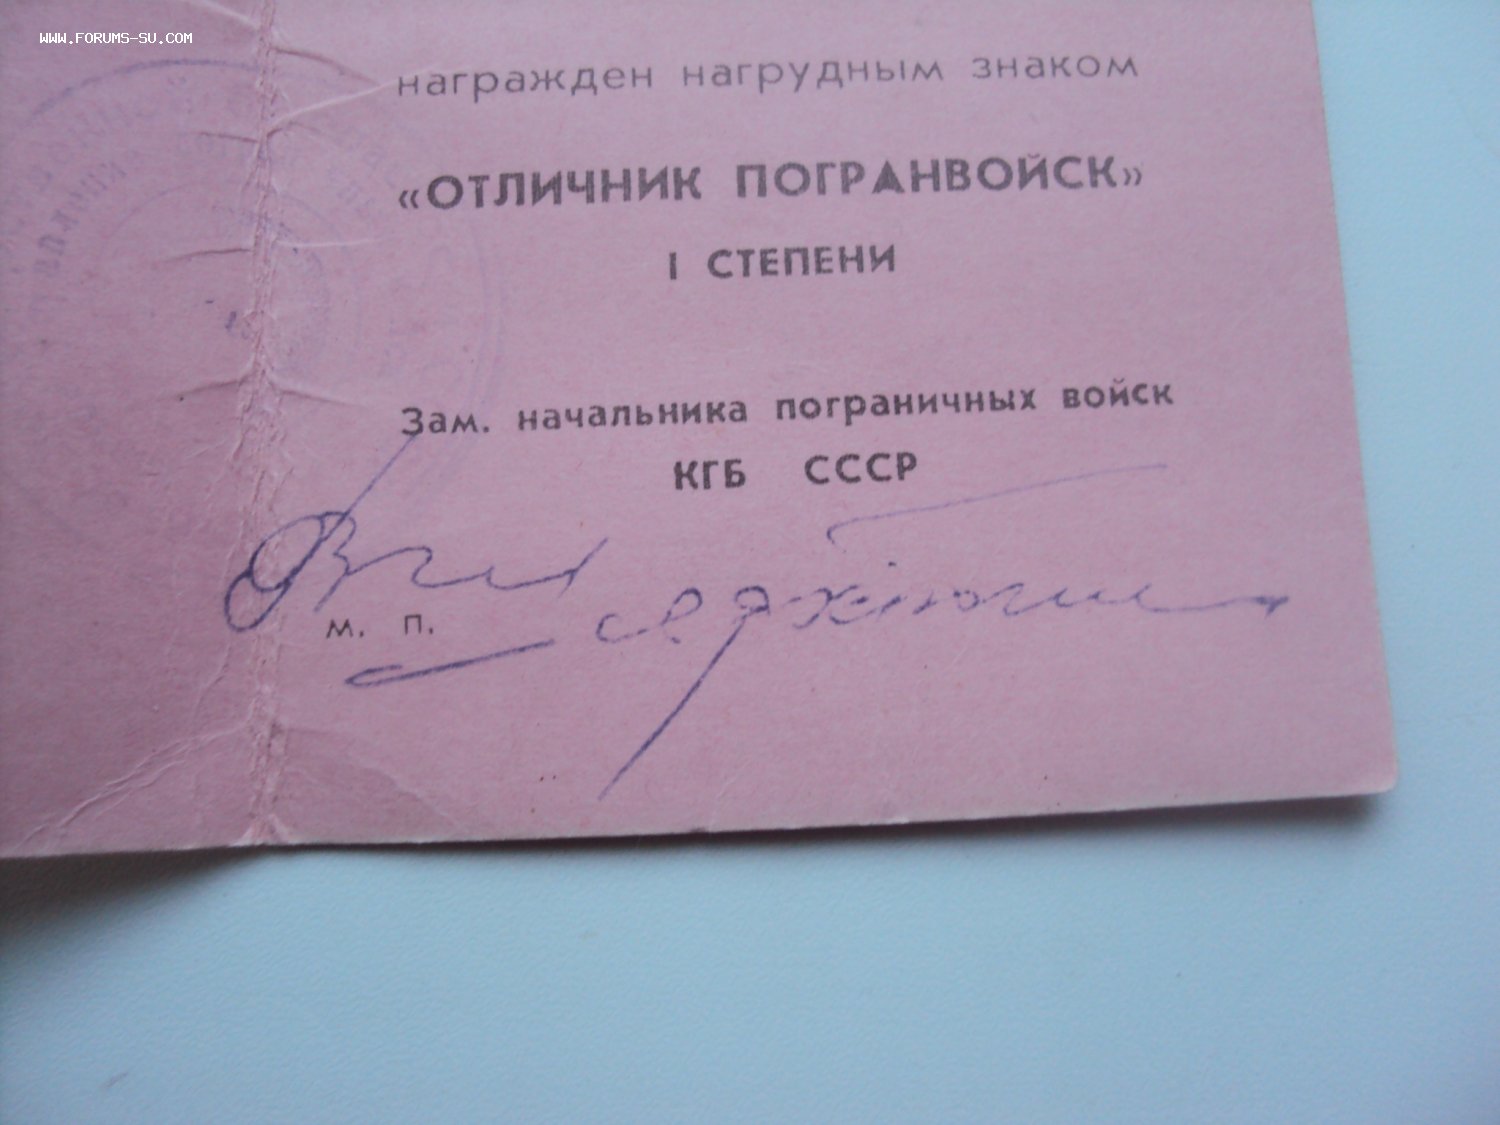 WWW.FORUMS-SU.COM
награжден нагрудным знаком
«ОТЛИЧНИК ПОГРАНВОЙСК»
I СТЕПЕНИ
Зам. начальника пограничных войск
КГБ СССР
м. п.